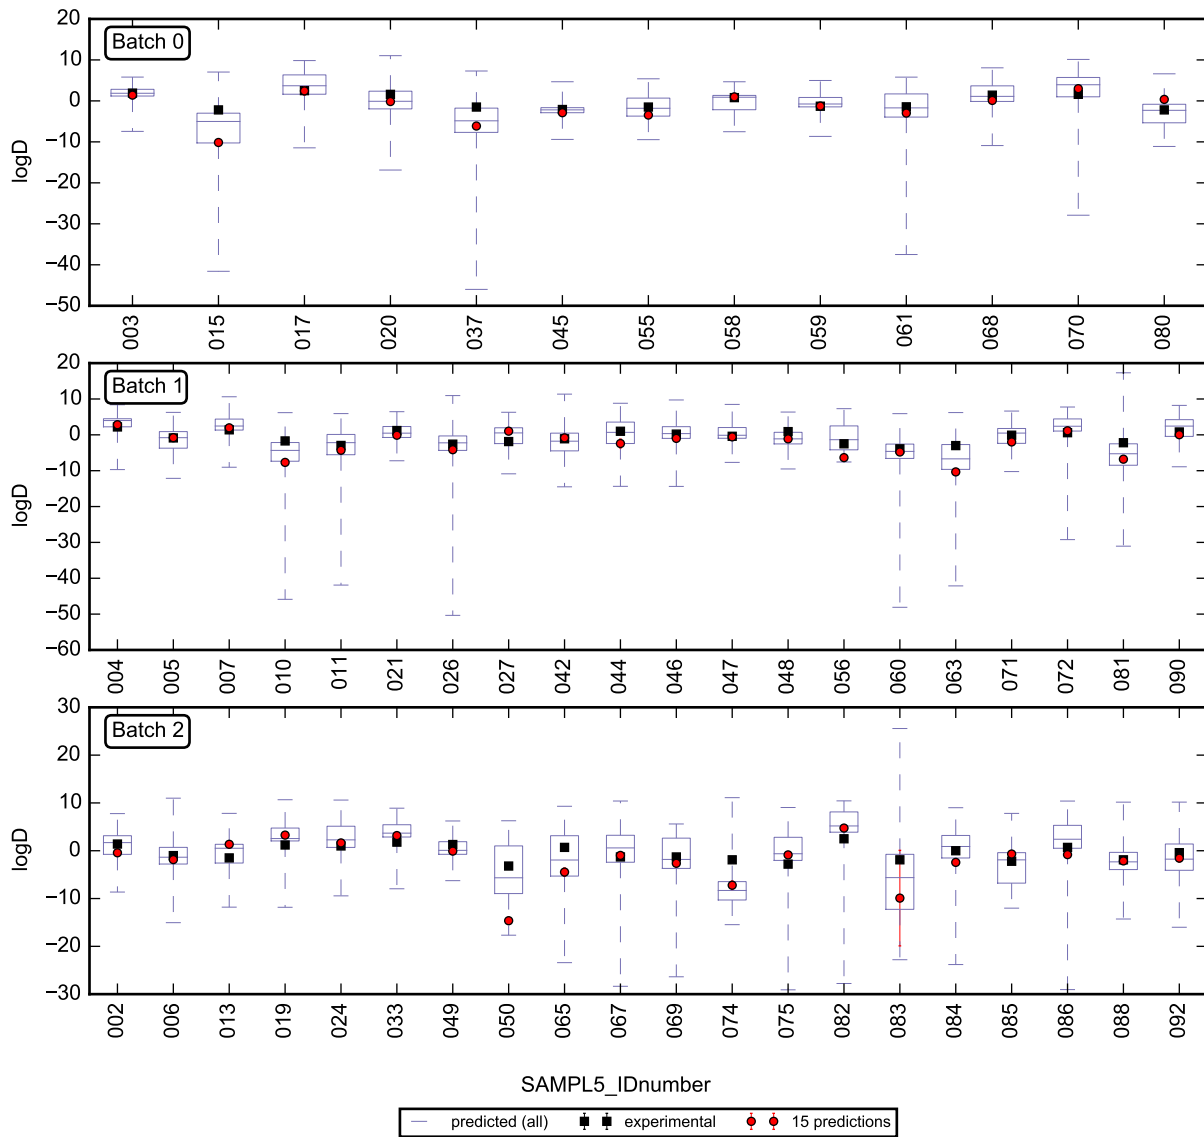 20
Batch 0
10
0
−10
logD
−20
−30
−40
−50
003 015 017 020 037 045 055 058 059 061 068 070 080
20
Batch 1
10
0
−10
logD
−20
−30
−40
−50
−60
004 005 007 010 011 021 026 027 042 044 046 047 048 056 060 063 071 072 081 090
30
Batch 2
20
10
logD
0
−10
−20
−30
002 006 013 019 024 033 049 050 065 067 069 074 075 082 083 084 085 086 088 092
SAMPL5_IDnumber
predicted (all) experimental 15 predictions